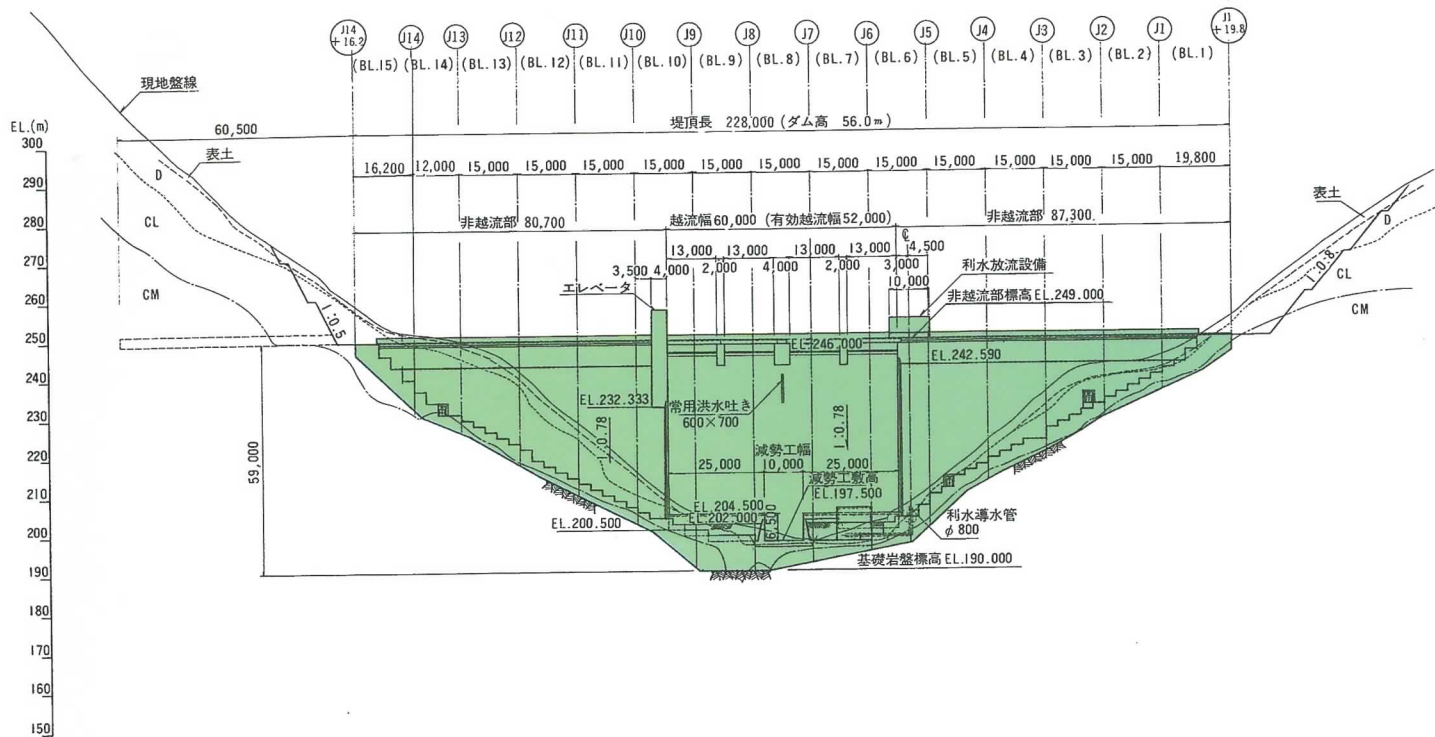 J14 +16.2 J14 J13 J12 J11 J10 J9 J8 J7 J6 J5 J4 J3 J2 J1 J1 +19.8
(BL.15) (BL.14) (BL.13) (BL.12) (BL.11) (BL.10) (BL.9) (BL.8) (BL.7) (BL.6) (BL.5) (BL.4) (BL.3) (BL.2) (BL.1)
現地盤線
EL.(m)
60,500
堤頂長 228,000 (ダム高 56.0m)
300
表土
16,200 12,000 15,000 15,000 15,000 15,000 15,000 15,000 15,000 15,000 15,000 15,000 15,000 15,000 19,800
290
D
表土
D
CL
280
非越流部 80,700
越流幅60,000 (有効越流幅52,000)
非越流部 87,300
℄
13,000 13,000 13,000 13,000 4,500
270
3,500 4,000 2,000 4,000 2,000 3,000
利水放流設備
1:0.8
CL
10,000
エレベータ
非越流部標高EL.249.000
CM
CM
260
1:0.5
250
EL.246.000
EL.242.590
240
EL.232.333
常用洪水吐き
600×700
230
1:0.78
1:0.78
減勢工幅
59,000
220
25,000 10,000 25,000
減勢工敷高
EL.197.500
210
EL.204.500
EL.202.000
6,500
EL.200.500
利水導水管
φ800
200
基礎岩盤標高EL.190.000
190
180
170
160
150